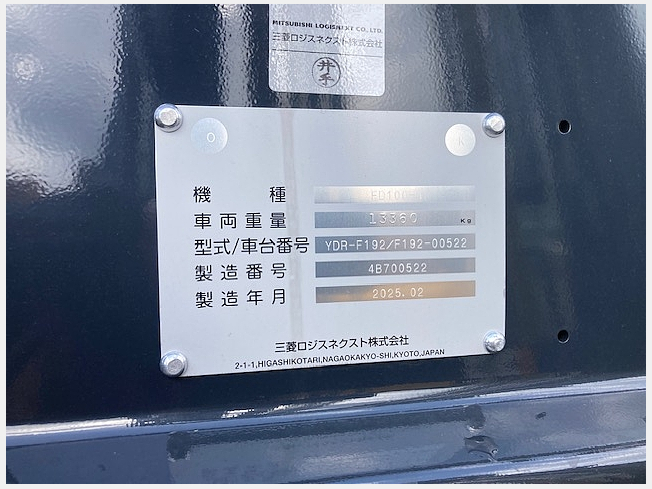 MITSUBISHI LOGISNEXT CO., LTD.
三菱ロジスネクスト株式会社
井手
O
K
機種 FD100
車両重量 13360 Kg
型式/車台番号 YDR-F192/F192-00522
製造番号 4B700522
製造年月 2025.02
三菱ロジスネクスト株式会社
2-1-1,HIGASHIKOTARI,NAGAOKAKYO-SHI,KYOTO,JAPAN